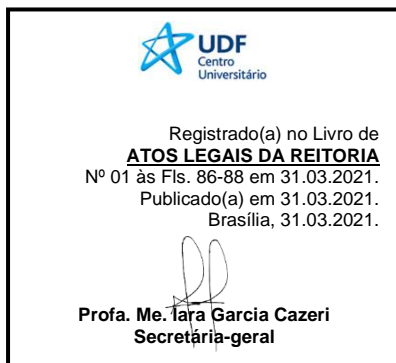 UDF
Centro
Universitário
Registrado(a) no Livro de
ATOS LEGAIS DA REITORIA
Nº 01 às Fls. 86-88 em 31.03.2021.
Publicado(a) em 31.03.2021.
Brasília, 31.03.2021.
Profa. Me. Iara Garcia Cazeri
Secretária-geral